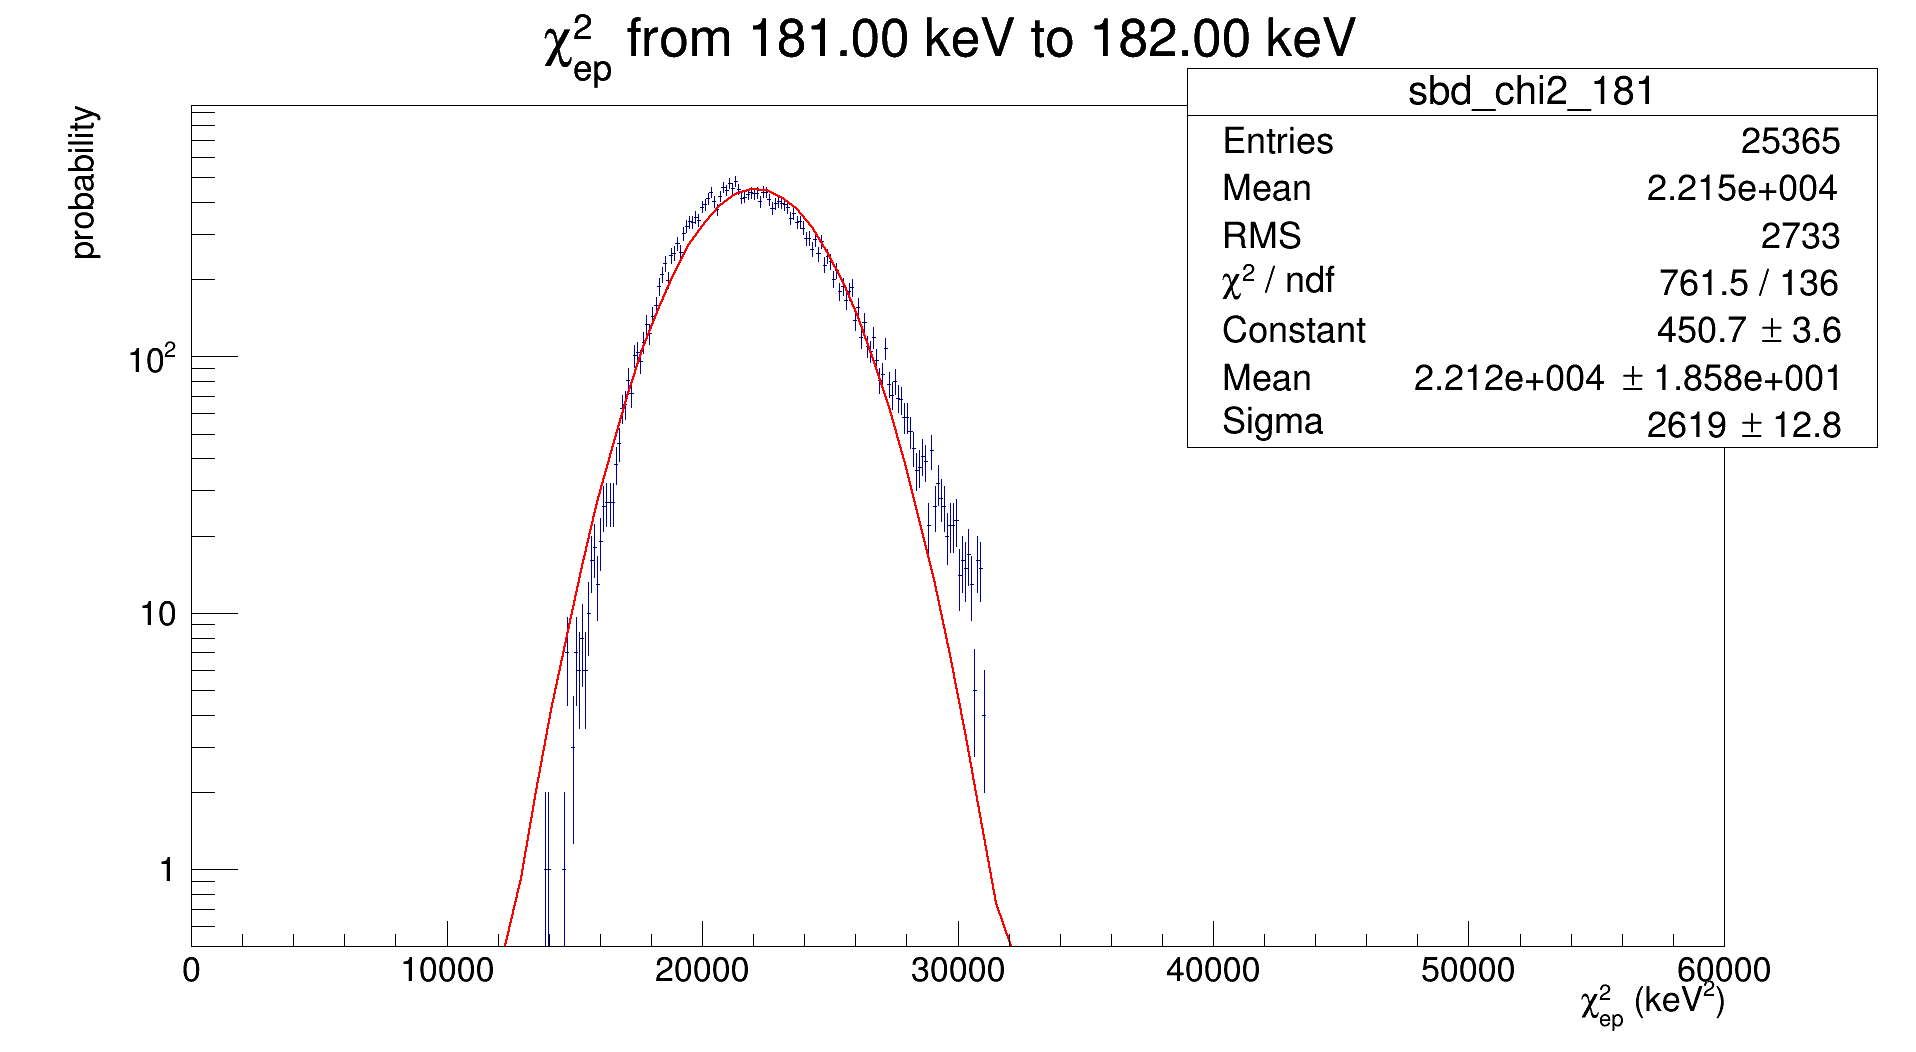 χ²ep from 181.00 keV to 182.00 keV
sbd_chi2_181
Entries 25365
Mean 2.215e+004
RMS 2733
χ² / ndf 761.5 / 136
Constant 450.7 ± 3.6
Mean 2.212e+004 ± 1.858e+001
Sigma 2619 ± 12.8
probability
10²
10
1
0 10000 20000 30000 40000 50000 60000
χ²ep (keV²)